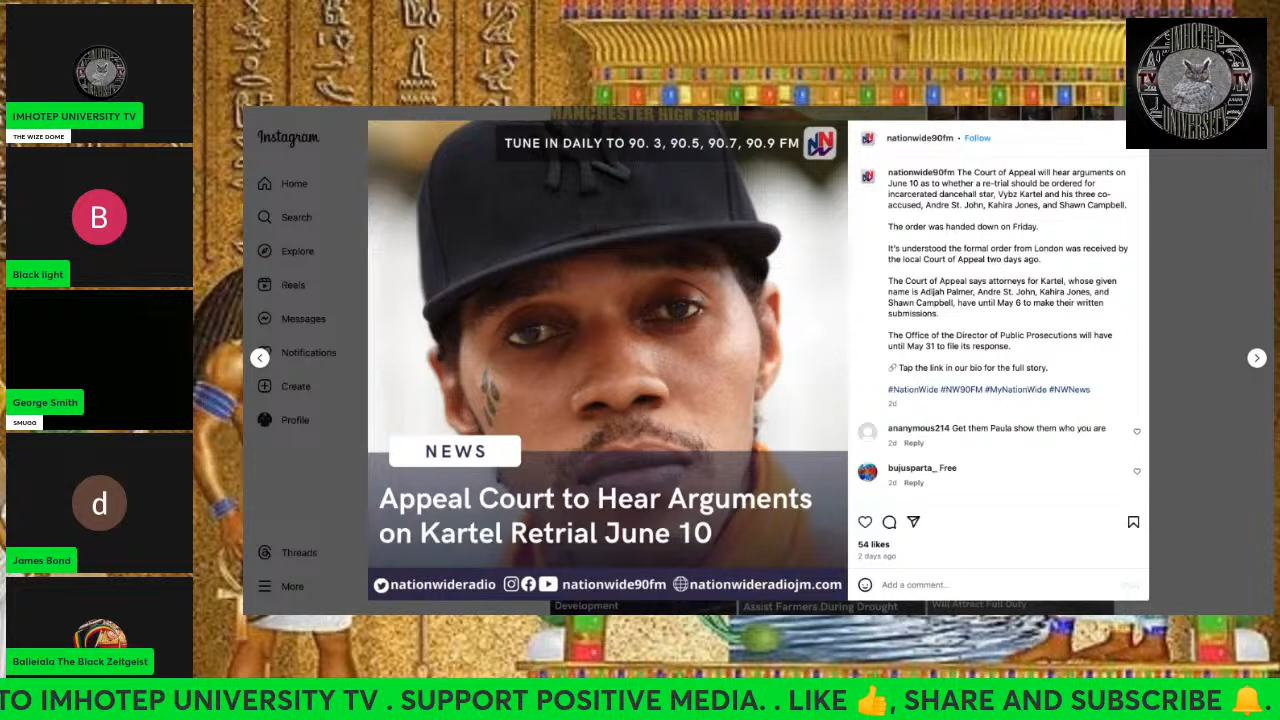 IMHOTEP UNIVERSITY TV
THE WIZE DOME
B
Black light
George Smith
SMUGG
d
James Bond
Balleiala The Black Zeitgeist
MANCHESTER HIGH SCHOOL
Instagram
Home
Search
Explore
Reels
Messages
Notifications
Create
Profile
Threads
More
TUNE IN DAILY TO 90. 3, 90.5, 90.7, 90.9 FM
NEWS
Appeal Court to Hear Arguments
on Kartel Retrial June 10
nationwideradio nationwide90fm nationwideradiojm.com
nationwide90fm • Follow
nationwide90fm The Court of Appeal will hear arguments on
June 10 as to whether a re-trial should be ordered for
incarcerated dancehall star, Vybz Kartel and his three co-
accused, Andre St. John, Kahira Jones, and Shawn Campbell.
The order was handed down on Friday.
It's understood the formal order from London was received by
the local Court of Appeal two days ago.
The Court of Appeal says attorneys for Kartel, whose given
name is Adijah Palmer, Andre St. John, Kahira Jones, and
Shawn Campbell, have until May 6 to make their written
submissions.
The Office of the Director of Public Prosecutions will have
until May 31 to file its response.
🔗 Tap the link in our bio for the full story.
#NationWide #NW90FM #MyNationWide #NWNews
2d
ananymous214 Get them Paula show them who you are
2d Reply
bujusparta_ Free
2d Reply
54 likes
2 days ago
Add a comment...
Development
Assist Farmers During Drought
Will Attract Full Duty
IMHOTEP
TV TV
UNIVERSITY
TO IMHOTEP UNIVERSITY TV . SUPPORT POSITIVE MEDIA. . LIKE 👍, SHARE AND SUBSCRIBE 🔔.